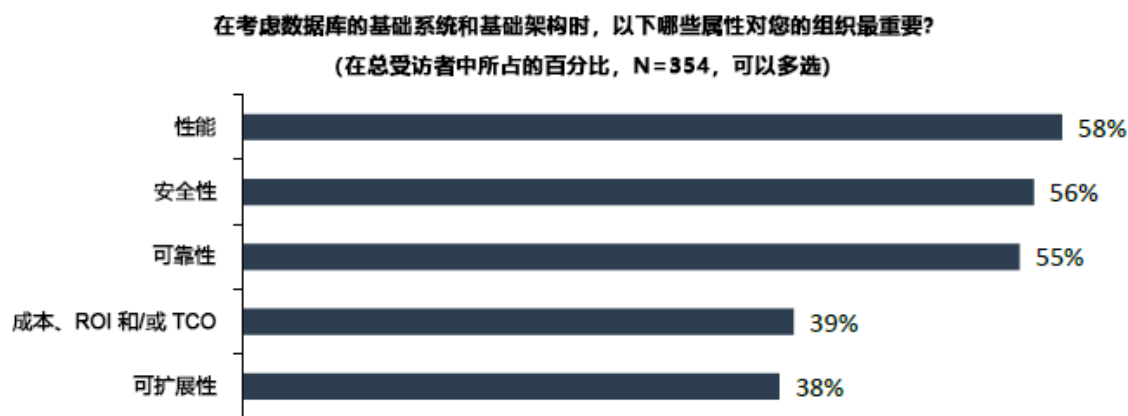 在考虑数据库的基础系统和基础架构时，以下哪些属性对您的组织最重要？
（在总受访者中所占的百分比，N=354，可以多选）
性能 58%
安全性 56%
可靠性 55%
成本、ROI 和/或 TCO 39%
可扩展性 38%